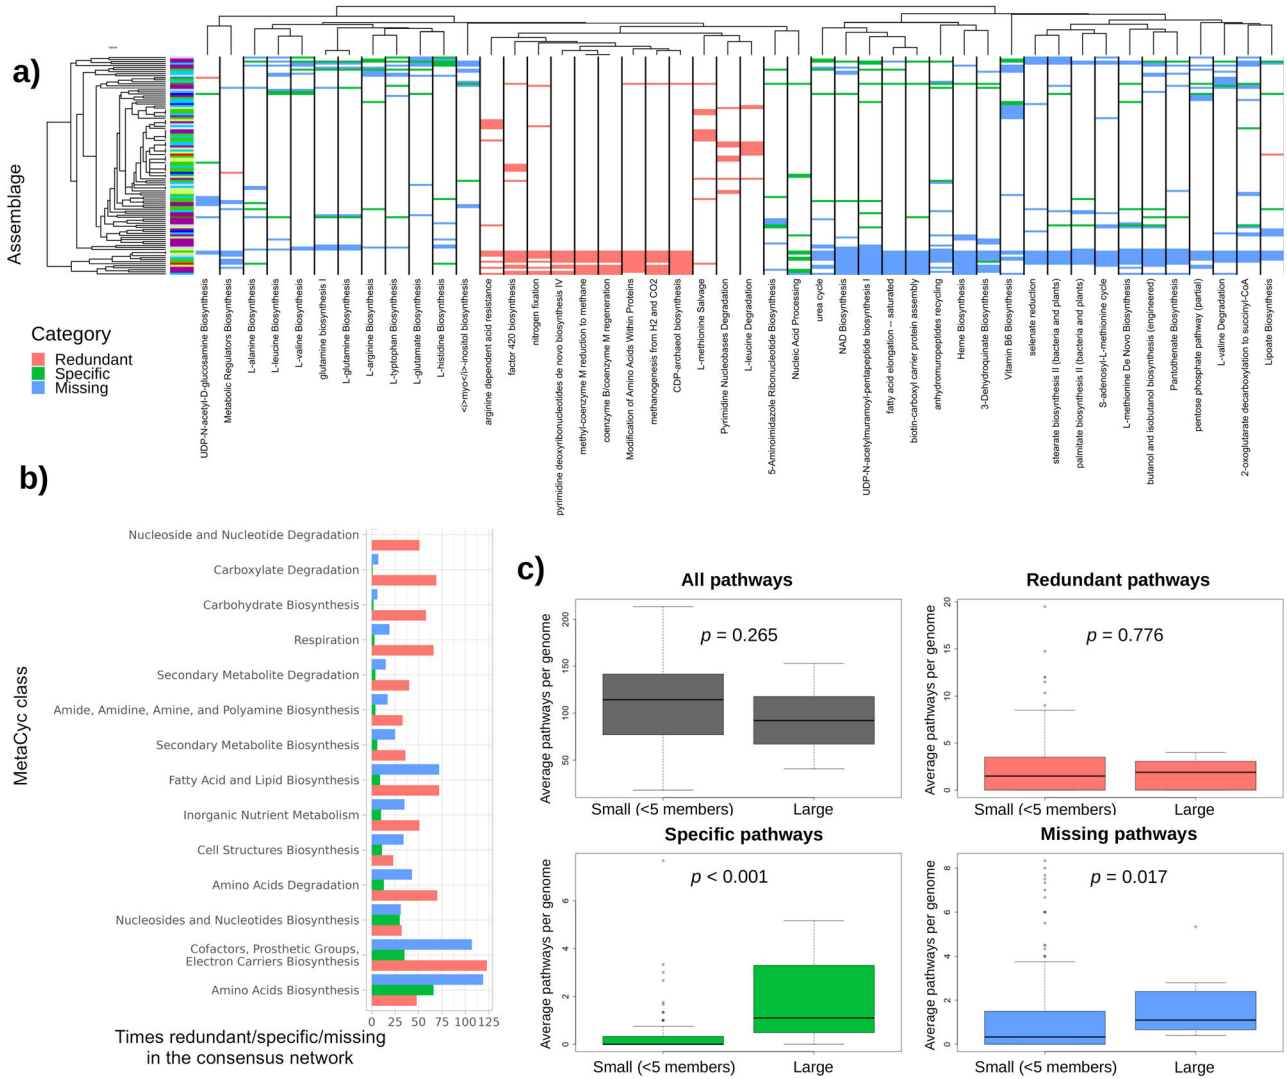 a)
Assemblage
Category
Redundant
Specific
Missing
UDP-N-acetyl-D-glucosamine Biosynthesis
Metabolic Regulators Biosynthesis
L-alanine Biosynthesis
L-leucine Biosynthesis
L-valine Biosynthesis
glutamine biosynthesis I
L-glutamine Biosynthesis
L-arginine Biosynthesis
L-typtophan Biosynthesis
L-glutamate Biosynthesis
L-histidine Biosynthesis
<i>myo</i>-inositol biosynthesis
arginine dependent acid resistance
factor 420 biosynthesis
nitrogen fixation
pyrimidine deoxyribonucleotides de novo biosynthesis IV
methyl-coenzyme M reduction to methane
coenzyme B/coenzyme M regeneration
Modification of Amino Acids Within Proteins
methanogenesis from H2 and CO2
CDP-archaeol biosynthesis
L-methionine Salvage
Pyrimidine Nucleobases Degradation
L-leucine Degradation
5-Aminoimidazole Ribonucleotide Biosynthesis
Nucleic Acid Processing
urea cycle
NAD Biosynthesis
UDP-N-acetylmuramoyl-pentapeptide biosynthesis I
fatty acid elongation -- saturated
biotin-carboxyl carrier protein assembly
anhydromuropeptides recycling
Heme Biosynthesis
3-Dehydroquinate Biosynthesis
Vitamin B6 Biosynthesis
selenate reduction
stearate biosynthesis II (bacteria and plants)
palmitate biosynthesis II (bacteria and plants)
S-adenosyl-L-methionine cycle
L-methionine De Novo Biosynthesis
butanol and isobutanol biosynthesis (engineered)
Pantothenate Biosynthesis
pentose phosphate pathway (partial)
L-valine Degradation
2-oxoglutarate decarboxylation to succinyl-CoA
Lipoate Biosynthesis
b)
MetaCyc class
Nucleoside and Nucleotide Degradation
Carboxylate Degradation
Carbohydrate Biosynthesis
Respiration
Secondary Metabolite Degradation
Amide, Amidine, Amine, and Polyamine Biosynthesis
Secondary Metabolite Biosynthesis
Fatty Acid and Lipid Biosynthesis
Inorganic Nutrient Metabolism
Cell Structures Biosynthesis
Amino Acids Degradation
Nucleosides and Nucleotides Biosynthesis
Cofactors, Prosthetic Groups,
Electron Carriers Biosynthesis
Amino Acids Biosynthesis
0 25 50 75 100 125
Times redundant/specific/missing
in the consensus network
c)
All pathways
Average pathways per genome
50 100 150 200
p = 0.265
Small (<5 members) Large
Redundant pathways
Average pathways per genome
0 5 10 15 20
p = 0.776
Small (<5 members) Large
Specific pathways
Average pathways per genome
0 2 4 6
p < 0.001
Small (<5 members) Large
Missing pathways
Average pathways per genome
0 2 4 6 8
p = 0.017
Small (<5 members) Large